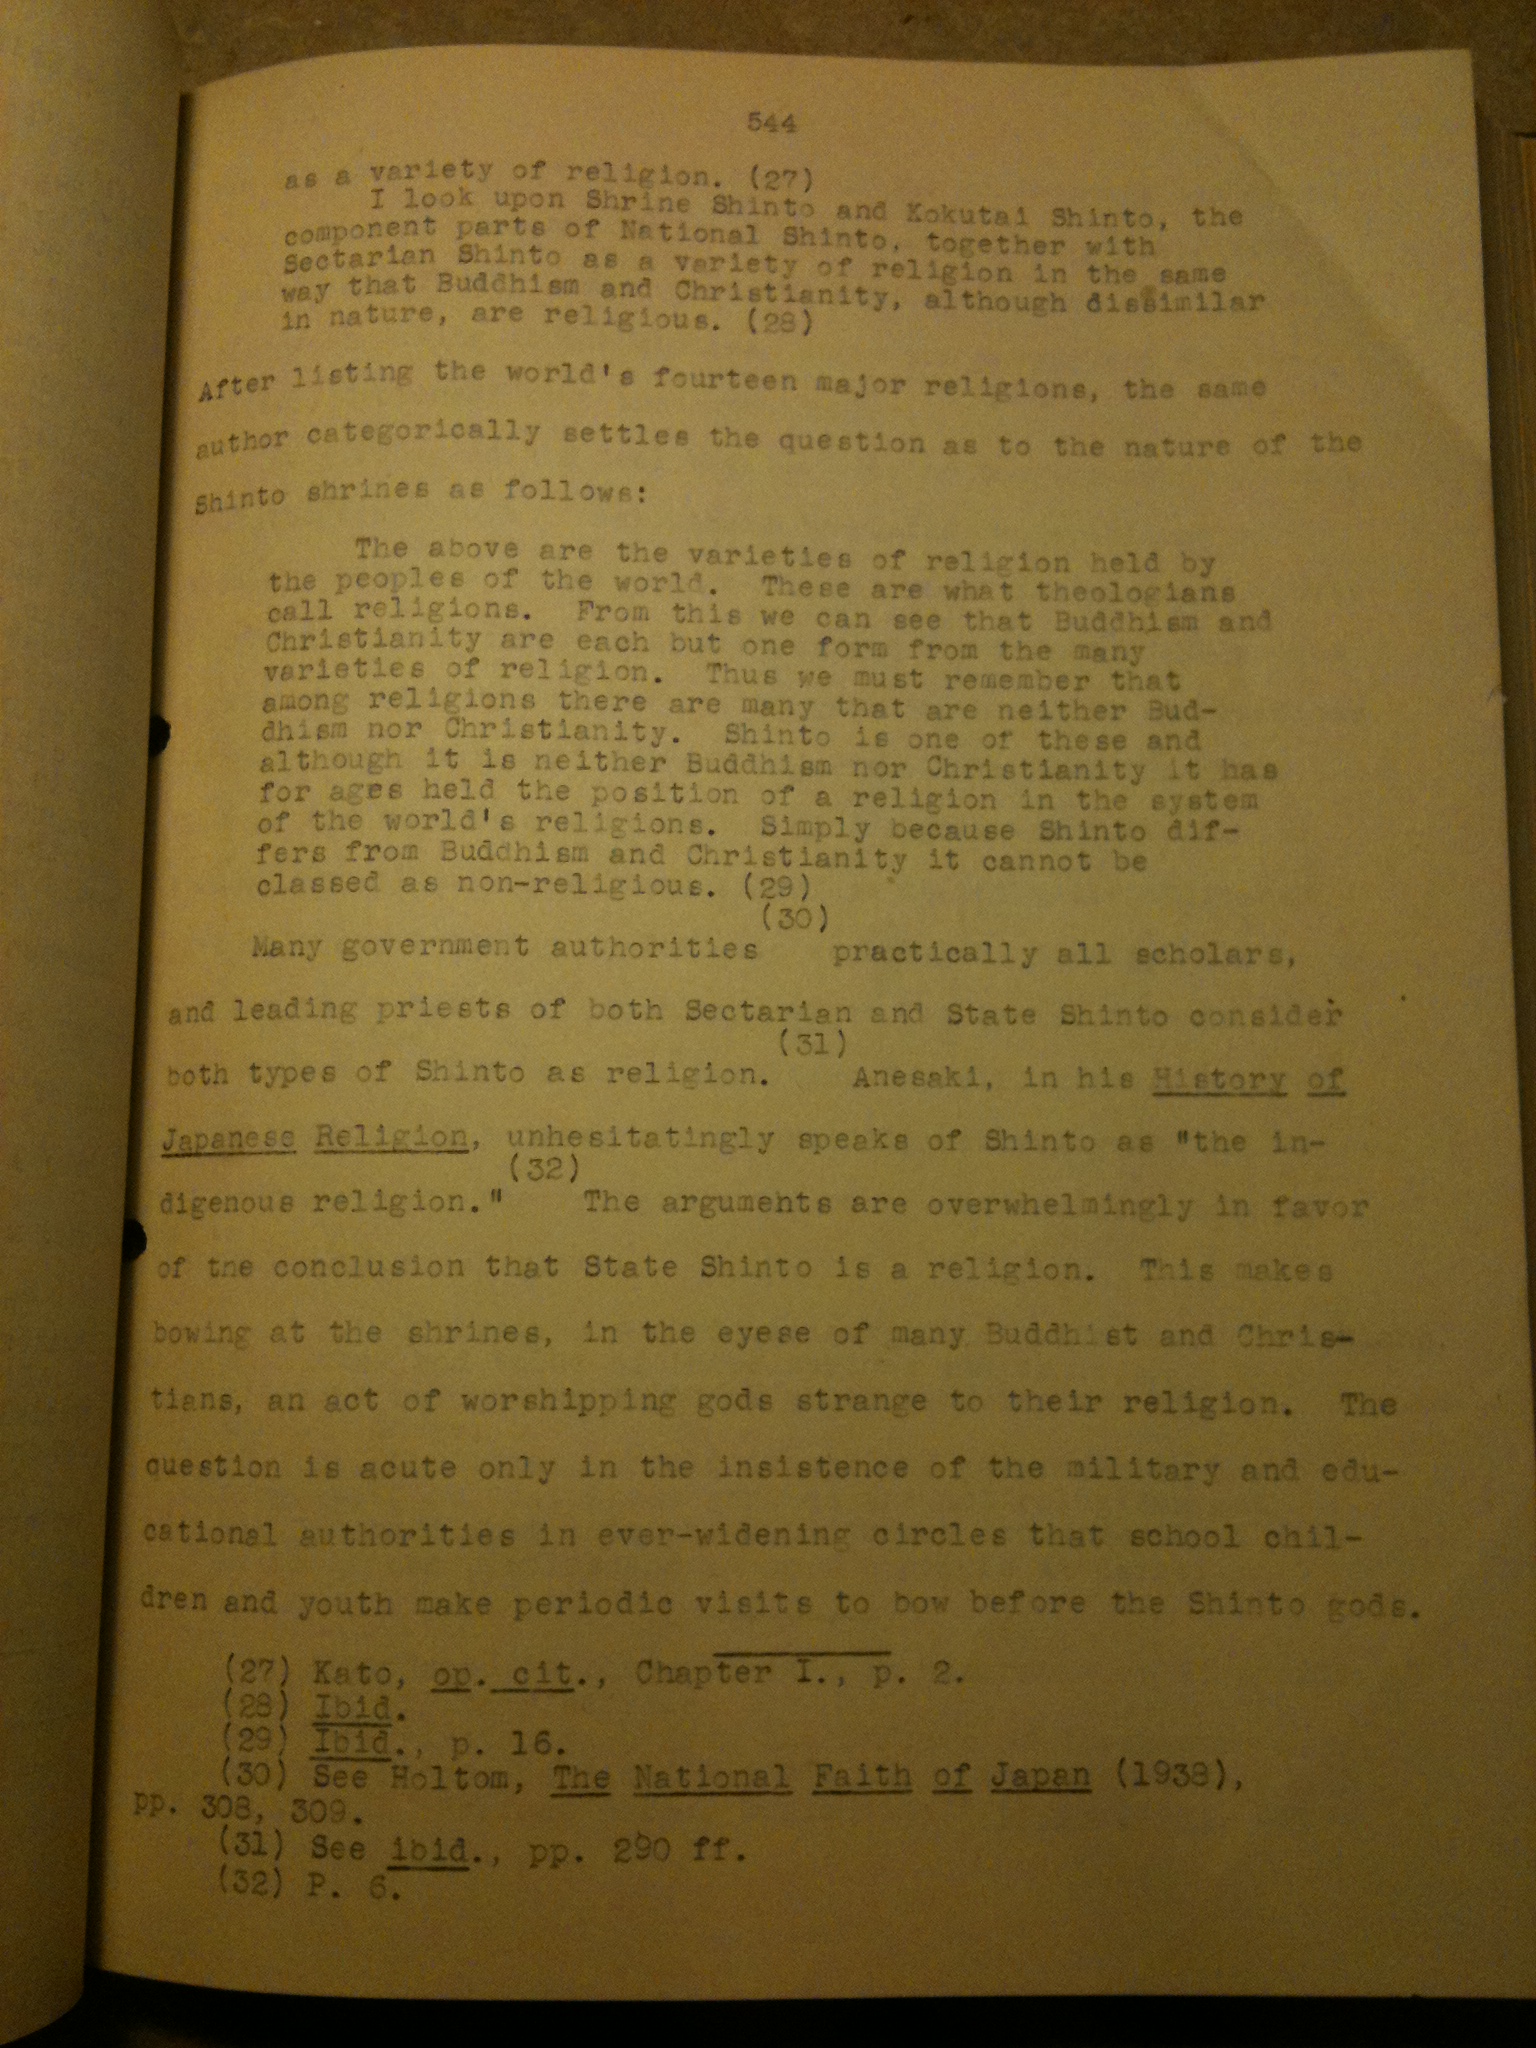 544
as a variety of religion. (27)
I look upon Shrine Shinto and Kokutai Shinto, the
component parts of National Shinto, together with
Sectarian Shinto as a variety of religion in the same
way that Buddhism and Christianity, although dissimilar
in nature, are religious. (28)
After listing the world's fourteen major religions, the same
author categorically settles the question as to the nature of the
Shinto shrines as follows:
The above are the varieties of religion held by
the peoples of the world. These are what theologians
call religions. From this we can see that Buddhism and
Christianity are each but one form from the many
varieties of religion. Thus we must remember that
among religions there are many that are neither Bud-
dhism nor Christianity. Shinto is one of these and
although it is neither Buddhism nor Christianity it has
for ages held the position of a religion in the system
of the world's religions. Simply because Shinto dif-
fers from Buddhism and Christianity it cannot be
classed as non-religious. (29)
(30)
Many government authorities practically all scholars,
and leading priests of both Sectarian and State Shinto consider
(31)
both types of Shinto as religion. Anesaki, in his History of
Japanese Religion, unhesitatingly speaks of Shinto as "the in-
(32)
digenous religion." The arguments are overwhelmingly in favor
of the conclusion that State Shinto is a religion. This makes
bowing at the shrines, in the eyese of many Buddhist and Chris-
tians, an act of worshipping gods strange to their religion. The
question is acute only in the insistence of the military and edu-
cational authorities in ever-widening circles that school chil-
dren and youth make periodic visits to bow before the Shinto gods.
(27) Kato, op. cit., Chapter I., p. 2.
(28) Ibid.
(29) Ibid., p. 16.
(30) See Holtom, The National Faith of Japan (1938),
pp. 308, 309.
(31) See ibid., pp. 290 ff.
(32) P. 6.